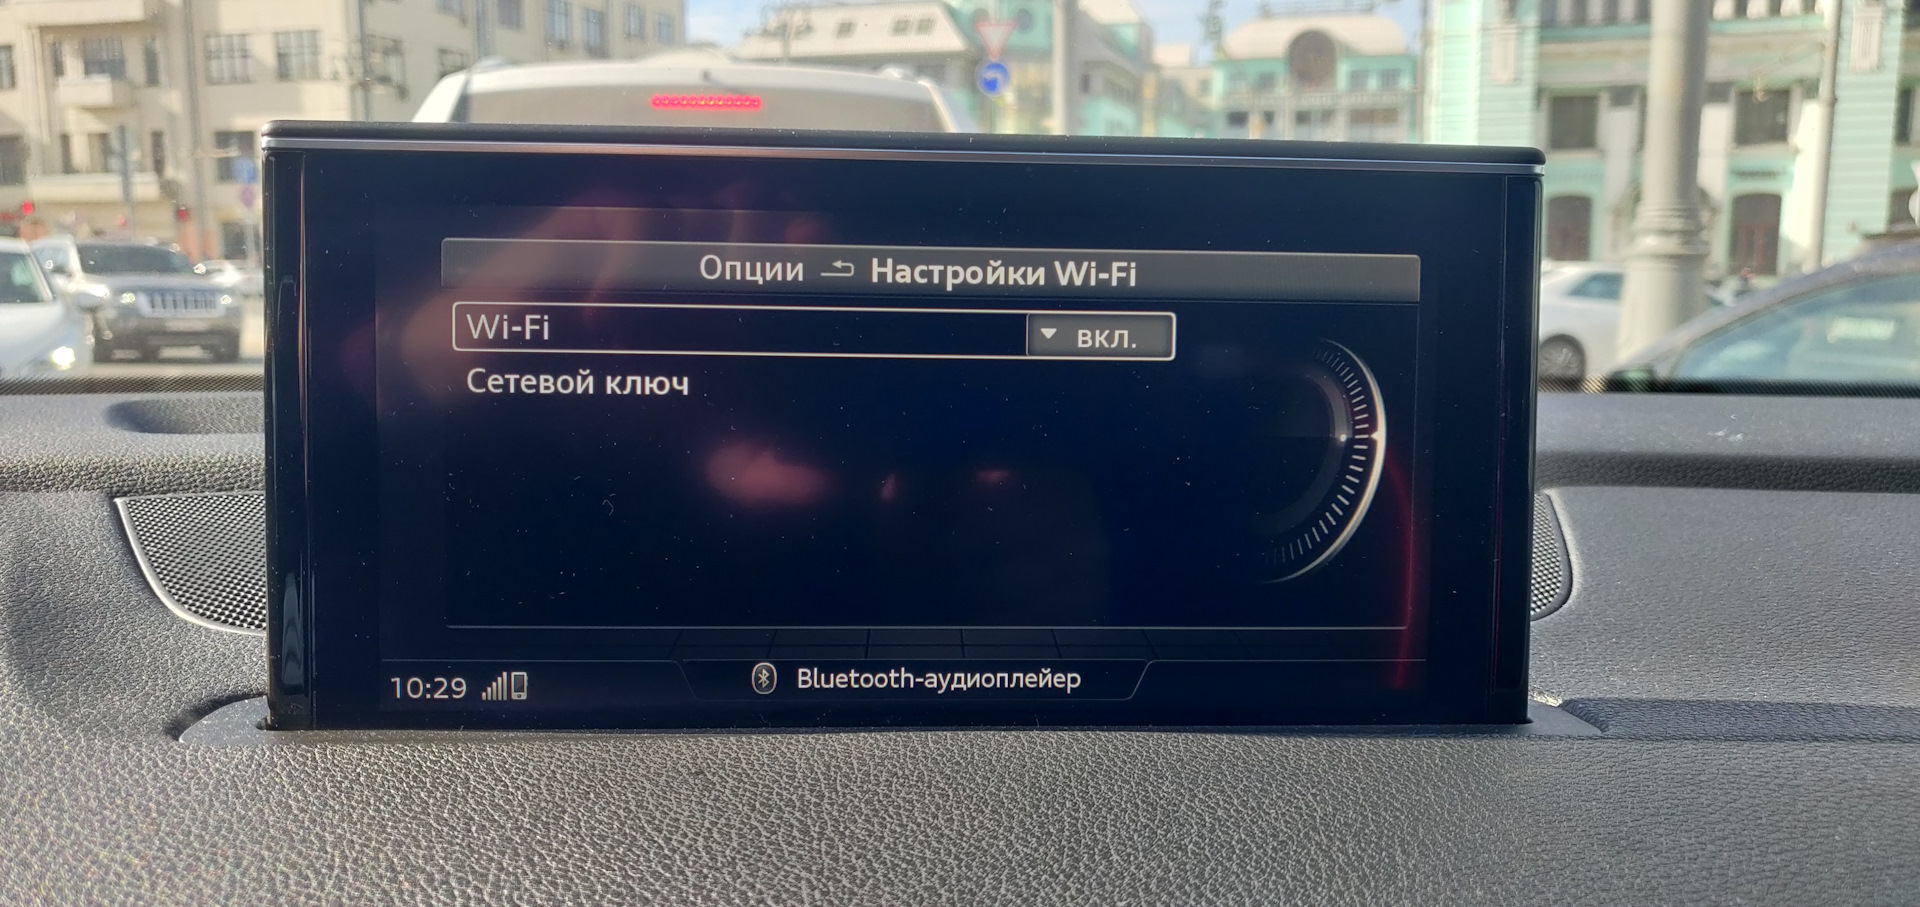 Опции Настройки Wi-Fi
Wi-Fi вкл.
Сетевой ключ
10:29 Bluetooth-аудиоплейер